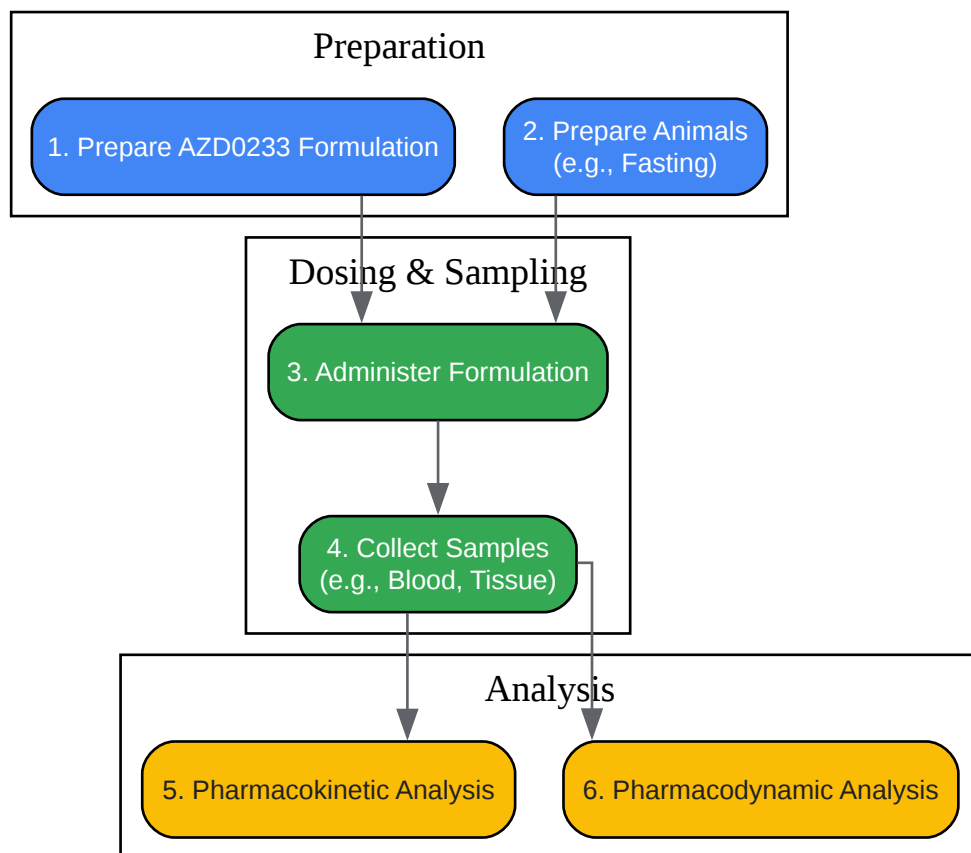 Preparation
1. Prepare AZD0233 Formulation
2. Prepare Animals
(e.g., Fasting)
Dosing & Sampling
3. Administer Formulation
4. Collect Samples
(e.g., Blood, Tissue)
Analysis
5. Pharmacokinetic Analysis
6. Pharmacodynamic Analysis